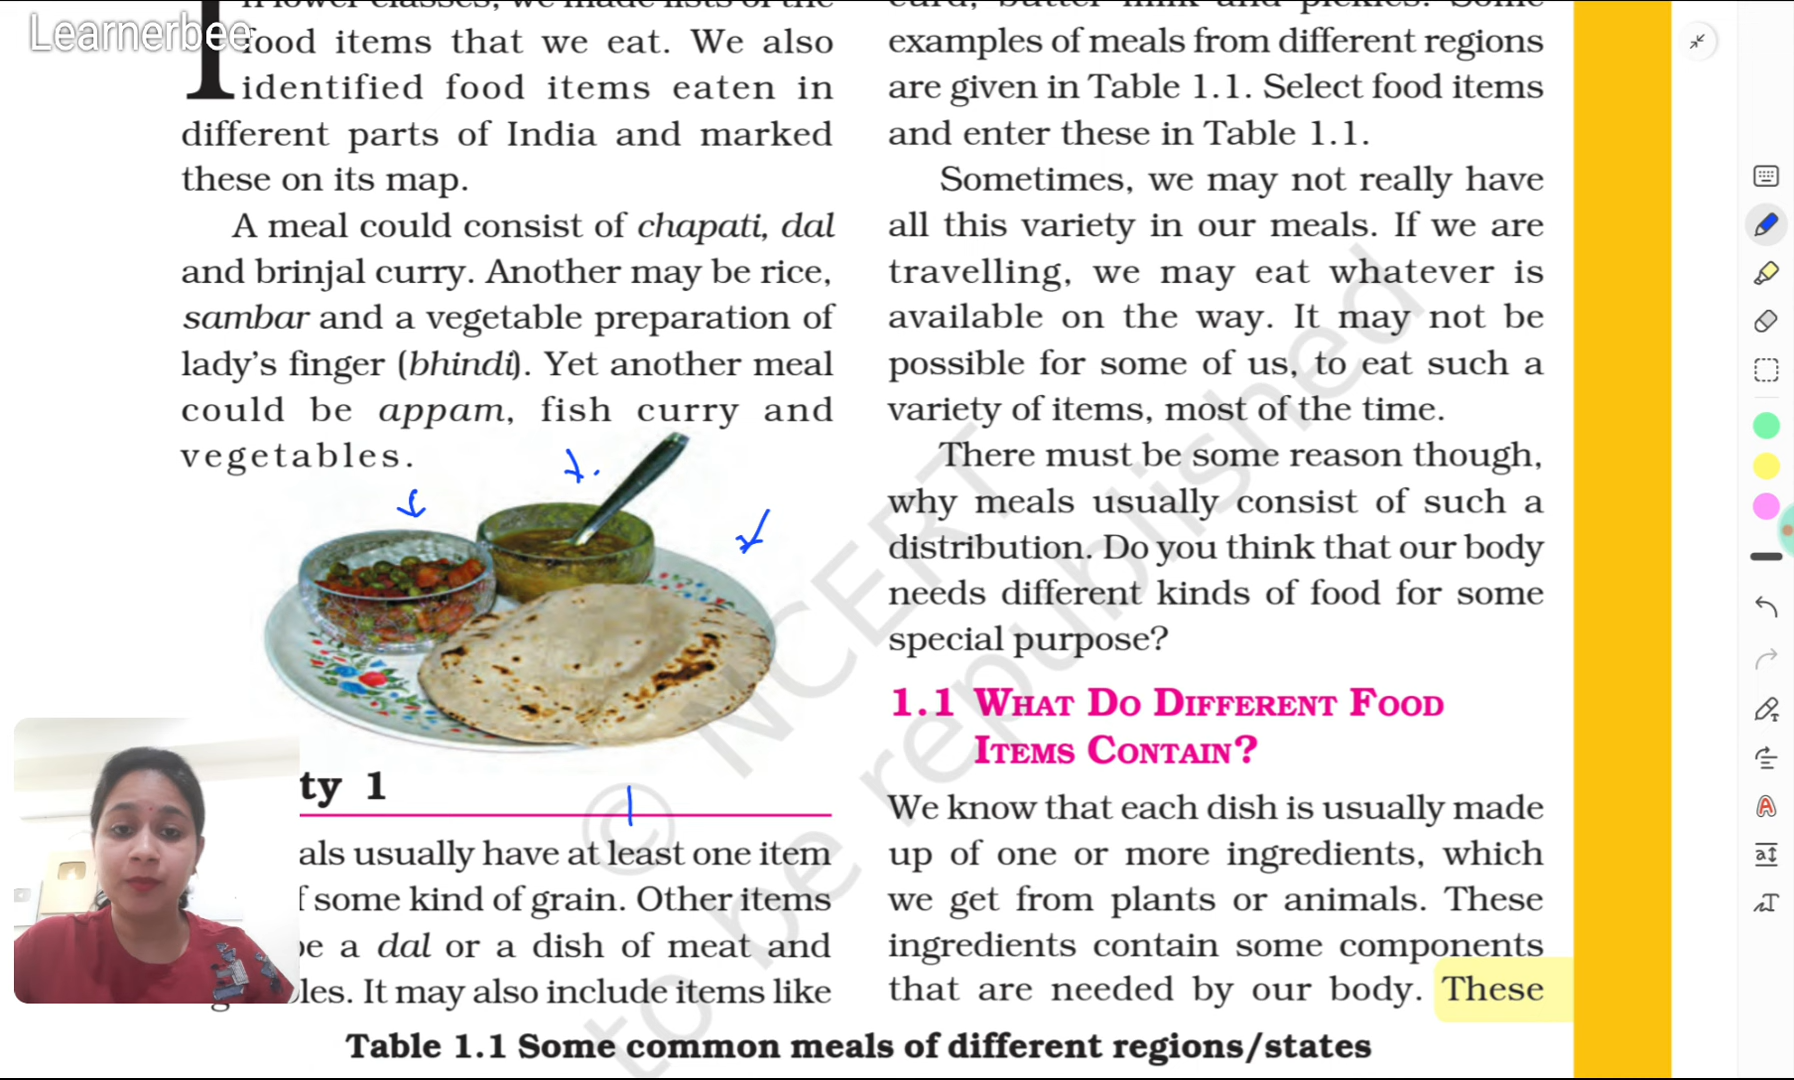 Learnerbee
food items that we eat. We also
identified food items eaten in
different parts of India and marked
these on its map.
A meal could consist of chapati, dal
and brinjal curry. Another may be rice,
sambar and a vegetable preparation of
lady's finger (bhindi). Yet another meal
could be appam, fish curry and
vegetables.
ty 1
als usually have at least one item
f some kind of grain. Other items
be a dal or a dish of meat and
les. It may also include items like
examples of meals from different regions
are given in Table 1.1. Select food items
and enter these in Table 1.1.
Sometimes, we may not really have
all this variety in our meals. If we are
travelling, we may eat whatever is
available on the way. It may not be
possible for some of us, to eat such a
variety of items, most of the time.
There must be some reason though,
why meals usually consist of such a
distribution. Do you think that our body
needs different kinds of food for some
special purpose?
1.1 WHAT DO DIFFERENT FOOD
ITEMS CONTAIN?
We know that each dish is usually made
up of one or more ingredients, which
we get from plants or animals. These
ingredients contain some components
that are needed by our body. These
Table 1.1 Some common meals of different regions/states
© NCERT
to be republished